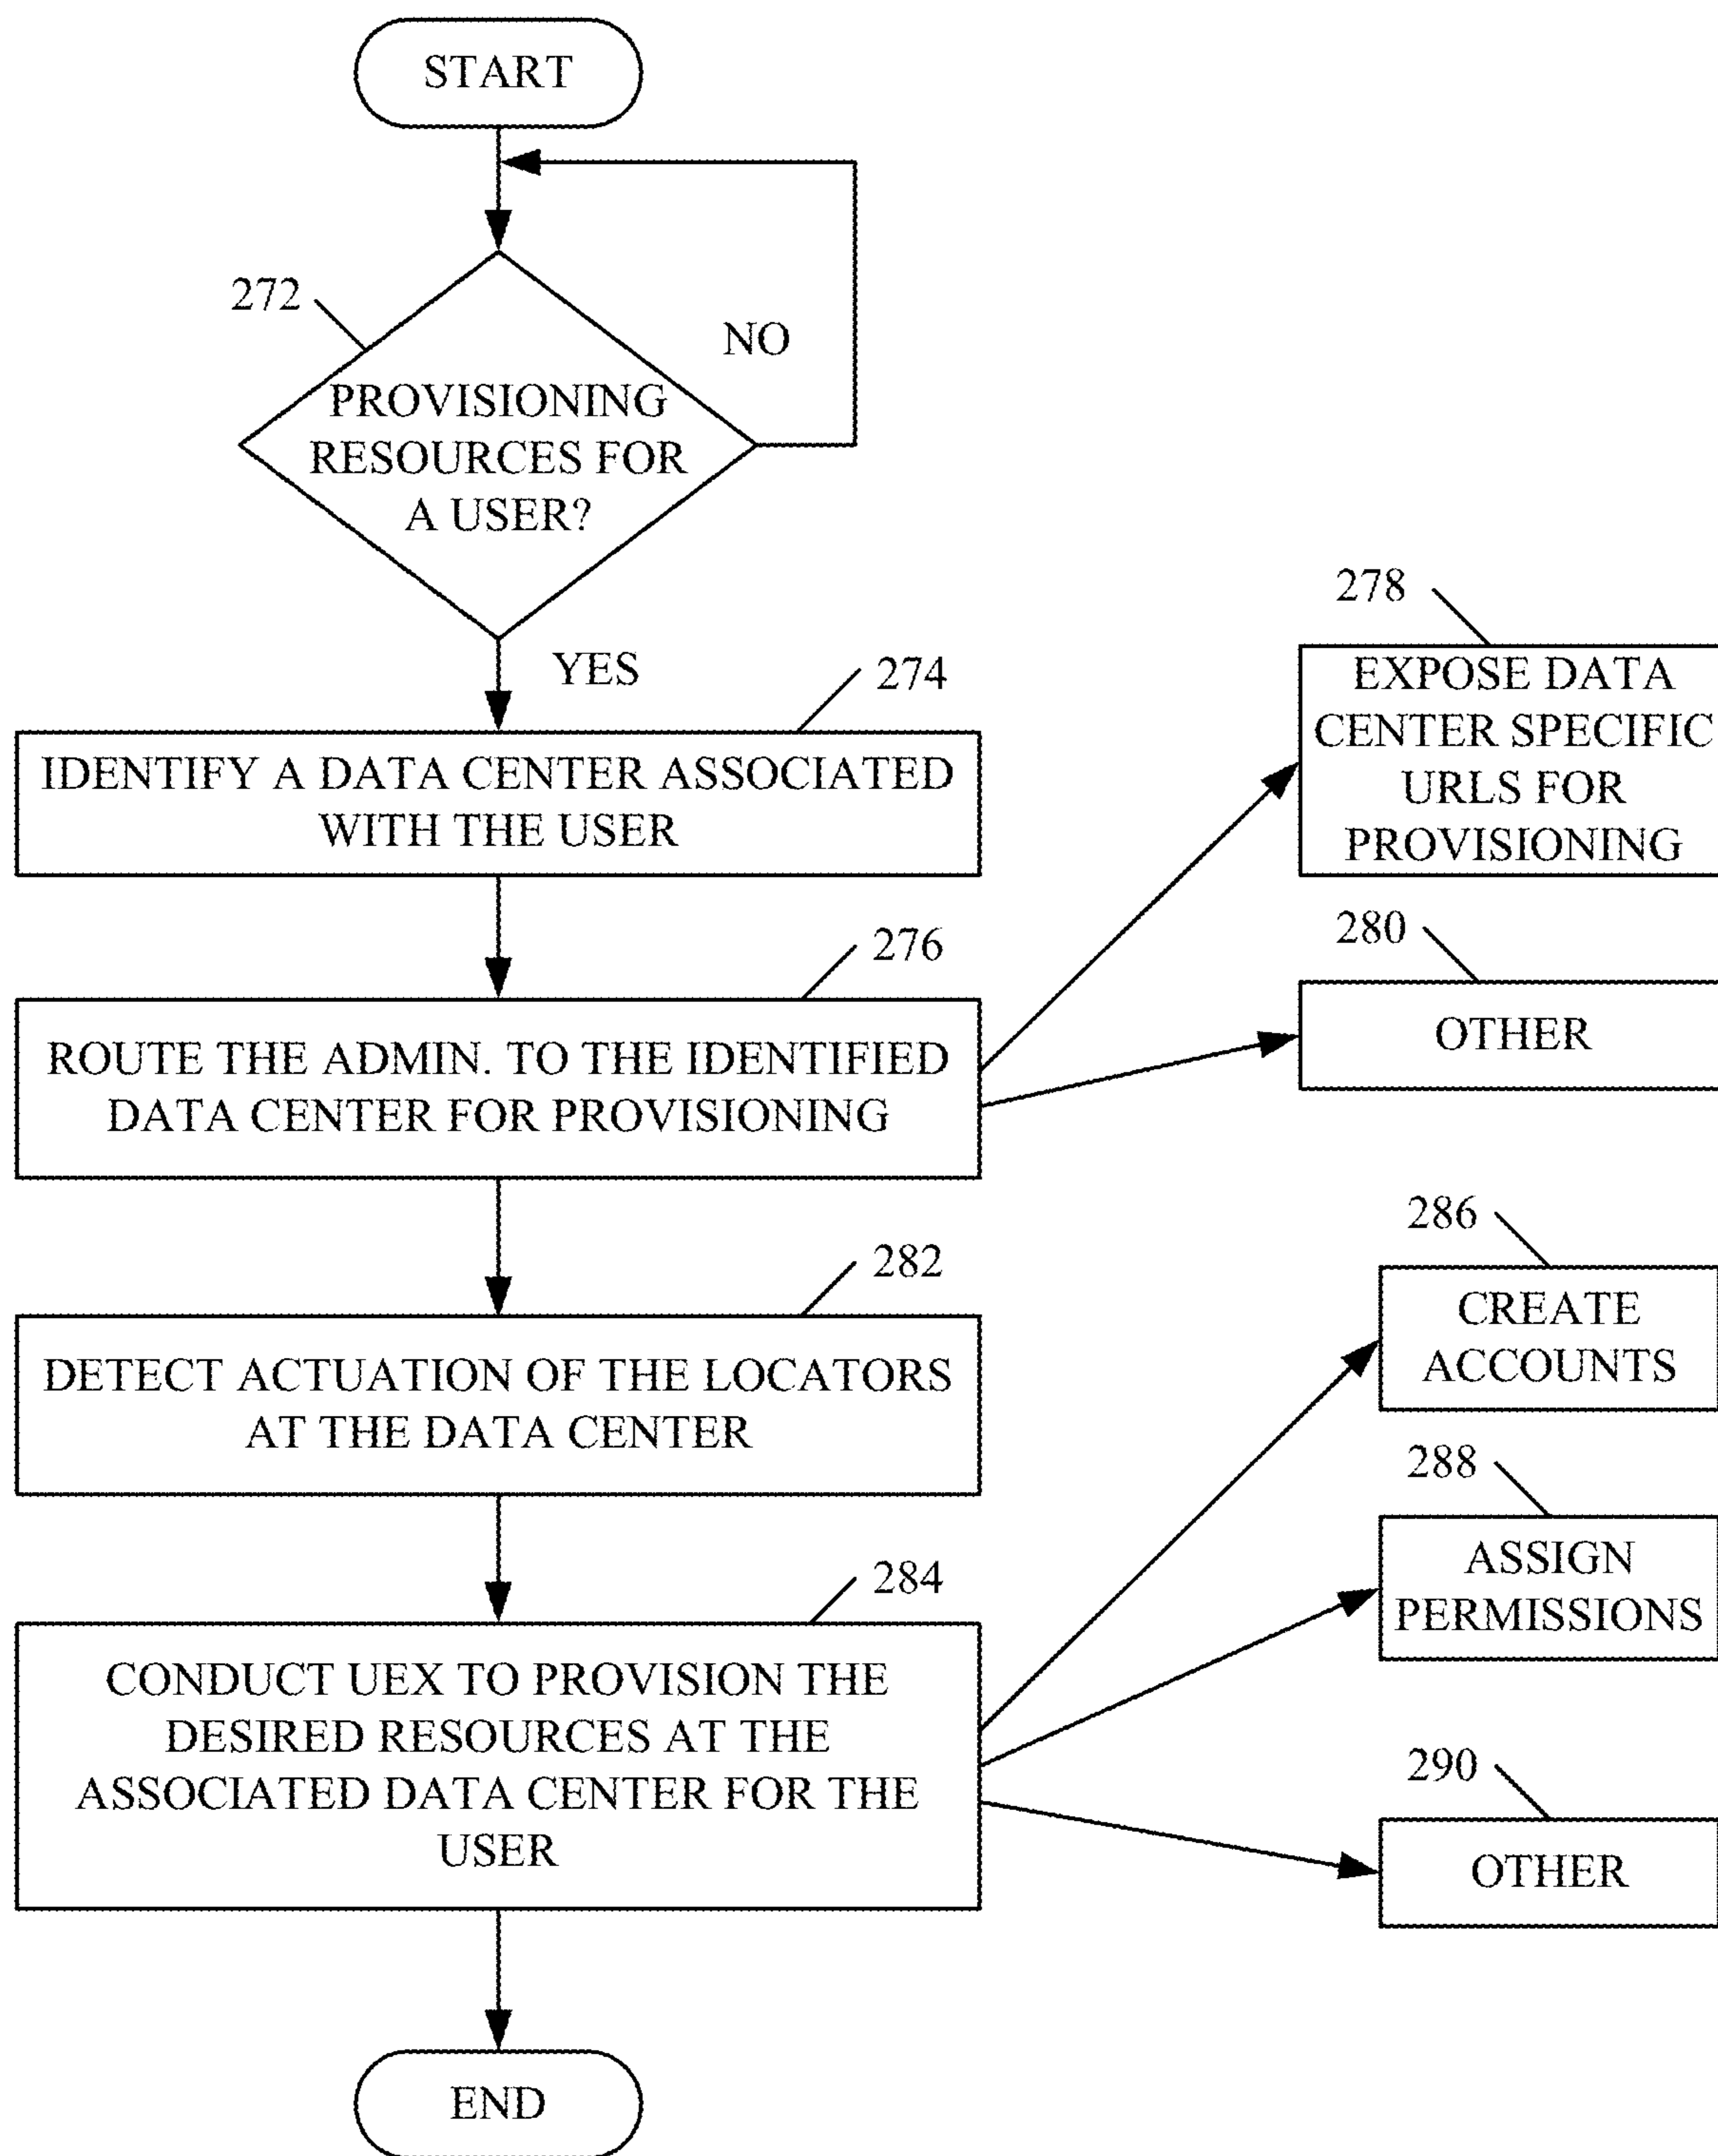 START
272
NO
PROVISIONING
RESOURCES FOR
A USER?
YES
274
IDENTIFY A DATA CENTER ASSOCIATED
WITH THE USER
278
EXPOSE DATA
CENTER SPECIFIC
URLS FOR
PROVISIONING
276
ROUTE THE ADMIN. TO THE IDENTIFIED
DATA CENTER FOR PROVISIONING
280
OTHER
282
DETECT ACTUATION OF THE LOCATORS
AT THE DATA CENTER
284
CONDUCT UEX TO PROVISION THE
DESIRED RESOURCES AT THE
ASSOCIATED DATA CENTER FOR THE
USER
286
CREATE
ACCOUNTS
288
ASSIGN
PERMISSIONS
290
OTHER
END